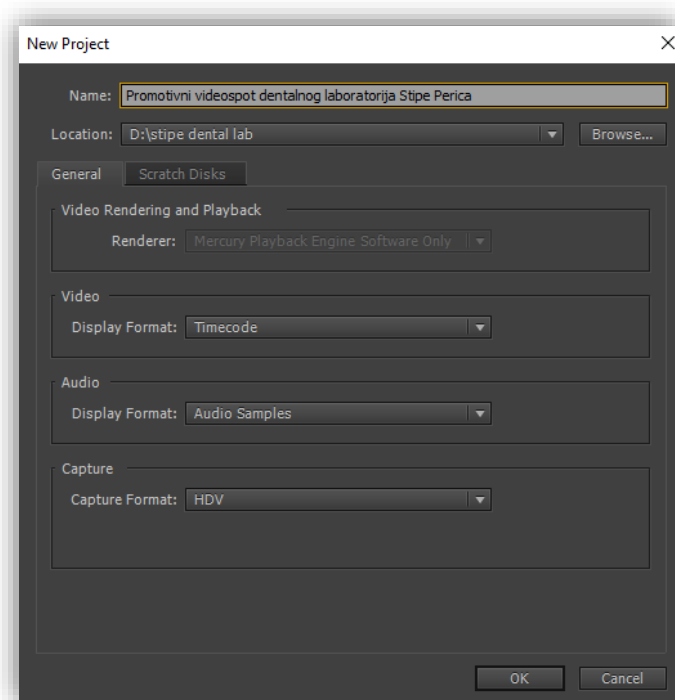 New Project
Name: Promotivni videospot dentalnog laboratorija Stipe Perica
Location: D:\stipe dental lab Browse...
General Scratch Disks
Video Rendering and Playback
Renderer: Mercury Playback Engine Software Only
Video
Display Format: Timecode
Audio
Display Format: Audio Samples
Capture
Capture Format: HDV
OK Cancel